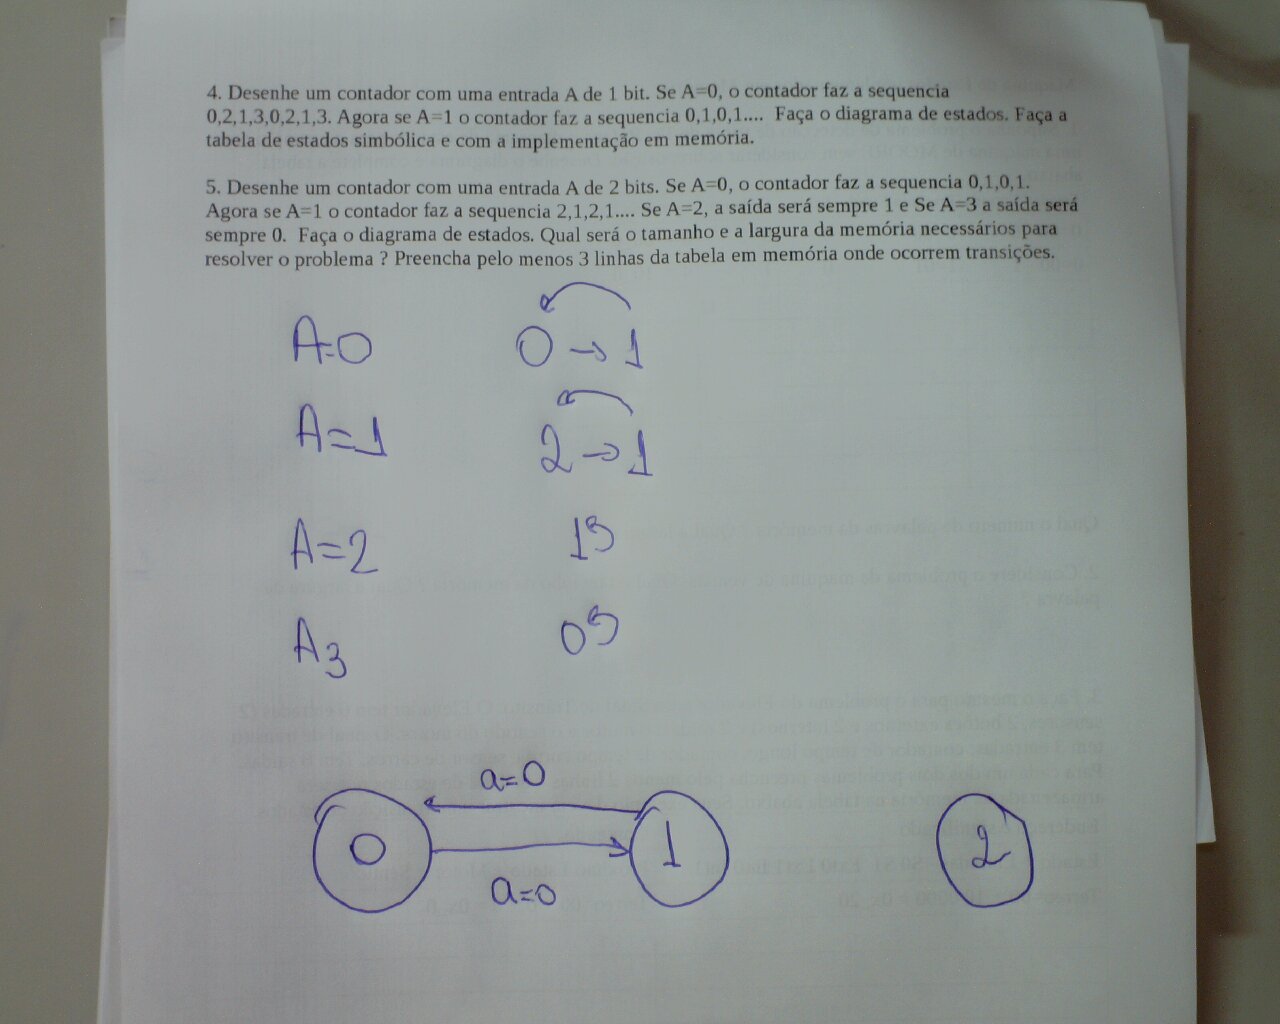 4. Desenhe um contador com uma entrada A de 1 bit. Se A=0, o contador faz a sequencia
0,2,1,3,0,2,1,3. Agora se A=1 o contador faz a sequencia 0,1,0,1.... Faça o diagrama de estados. Faça a
tabela de estados simbólica e com a implementação em memória.
5. Desenhe um contador com uma entrada A de 2 bits. Se A=0, o contador faz a sequencia 0,1,0,1.
Agora se A=1 o contador faz a sequencia 2,1,2,1.... Se A=2, a saída será sempre 1 e Se A=3 a saída será
sempre 0. Faça o diagrama de estados. Qual será o tamanho e a largura da memória necessários para
resolver o problema ? Preencha pelo menos 3 linhas da tabela em memória onde ocorrem transições.
A=0 0 → 1
A=1 2 → 1
A=2 1
A3 0
a=0
0 1 2
a=0